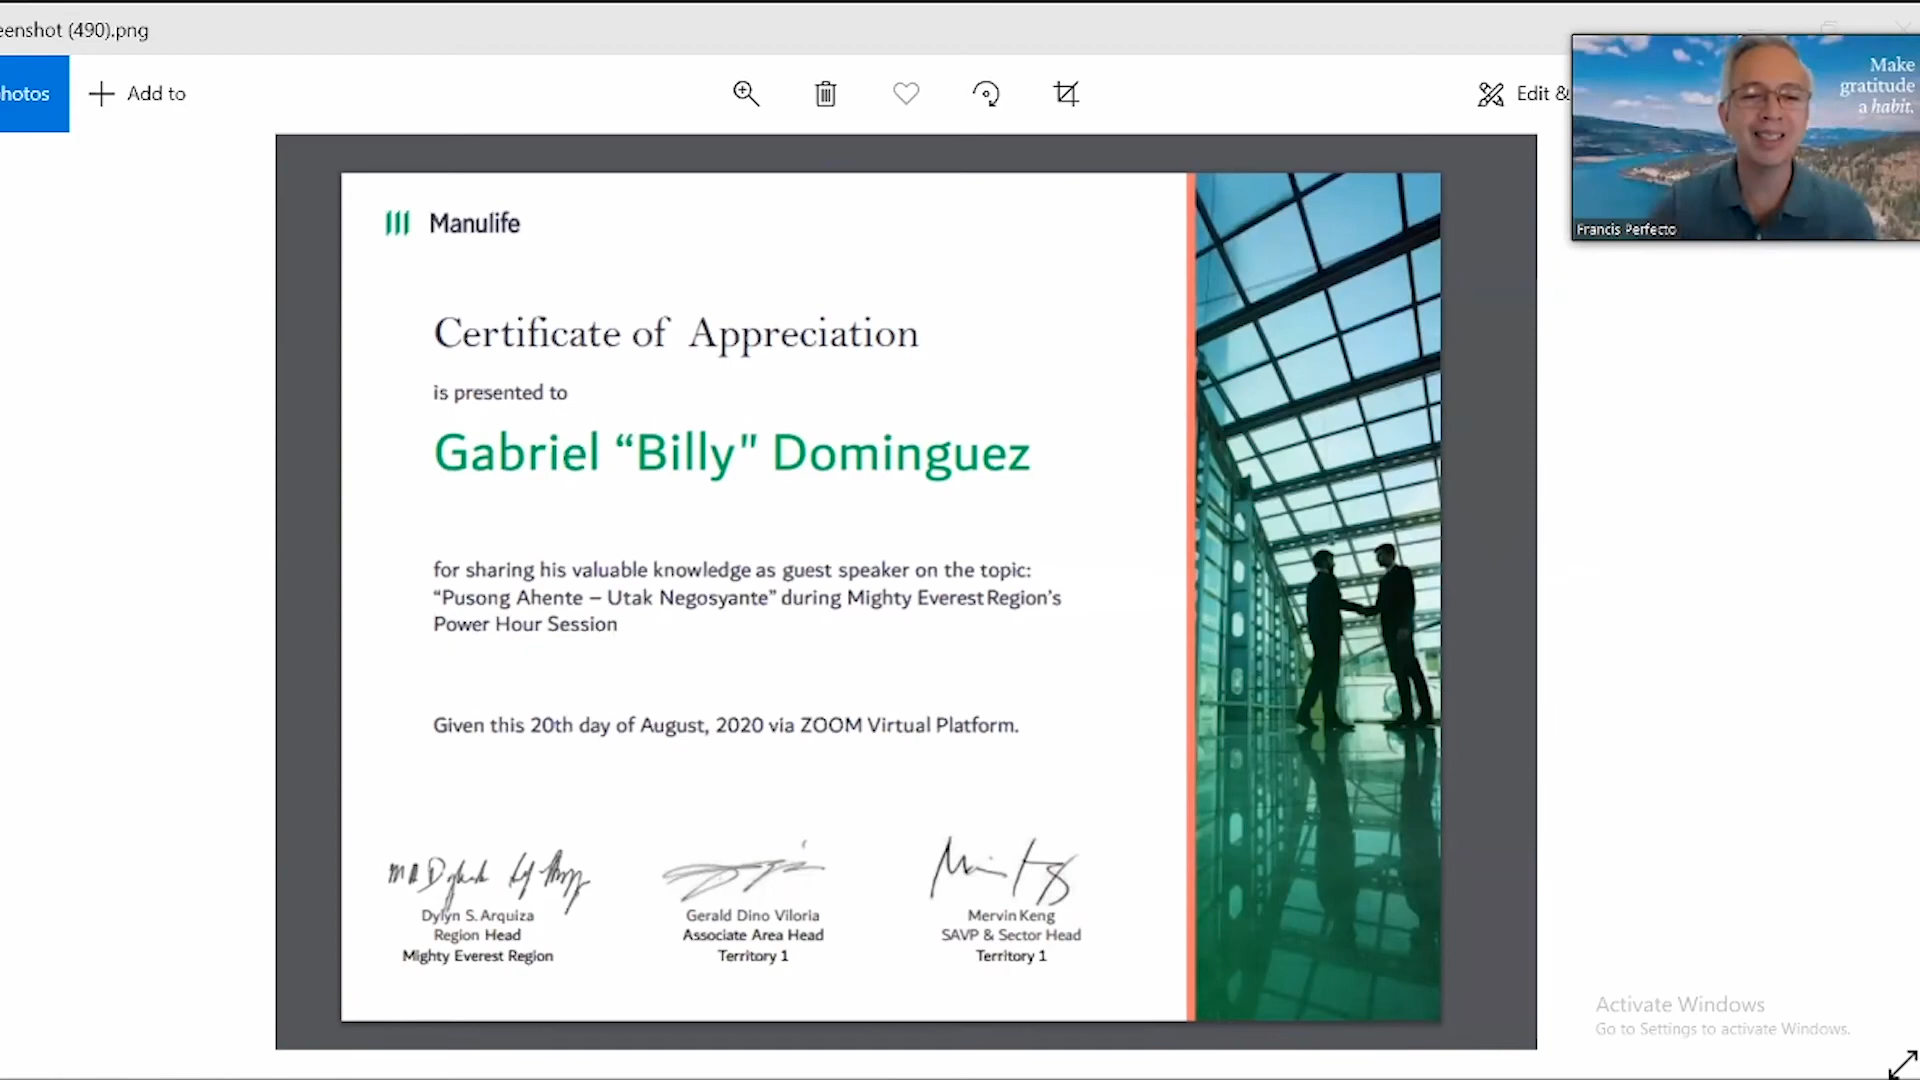 eenshot (490).png
hotos
Add to
Edit &
Make
gratitude
a habit.
Francis Perfecto
Manulife
Certificate of Appreciation
is presented to
Gabriel “Billy" Dominguez
for sharing his valuable knowledge as guest speaker on the topic:
“Pusong Ahente – Utak Negosyante” during Mighty Everest Region’s
Power Hour Session
Given this 20th day of August, 2020 via ZOOM Virtual Platform.
Dylyn S. Arquiza
Region Head
Mighty Everest Region
Gerald Dino Viloria
Associate Area Head
Territory 1
Mervin Keng
SAVP & Sector Head
Territory 1
Activate Windows
Go to Settings to activate Windows.